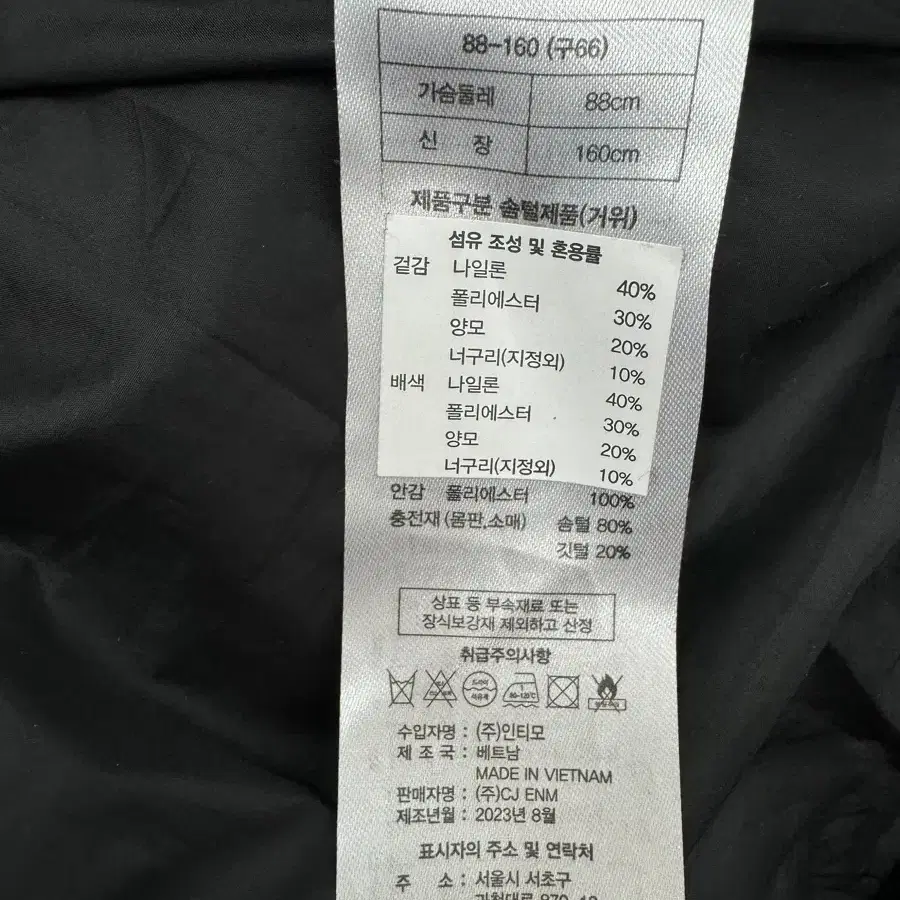 88-160 (구66)
가슴둘레 88cm
신 장 160cm
제품구분 솜털제품(거위)
섬유 조성 및 혼용률
겉감 나일론 40%
폴리에스터 30%
양모 20%
너구리(지정외) 10%
배색 나일론 40%
폴리에스터 30%
양모 20%
너구리(지정외) 10%
안감 폴리에스터 100%
충전재 (몸판,소매) 솜털 80%
깃털 20%
상표 등 부속재료 또는
장식보강재 제외하고 산정
취급주의사항
드라이
석유계
1
80-120℃
수입자명 : (주)인티모
제 조 국 : 베트남
MADE IN VIETNAM
판매자명 : (주)CJ ENM
제조년월 : 2023년 8월
표시자의 주소 및 연락처
주 소 : 서울시 서초구